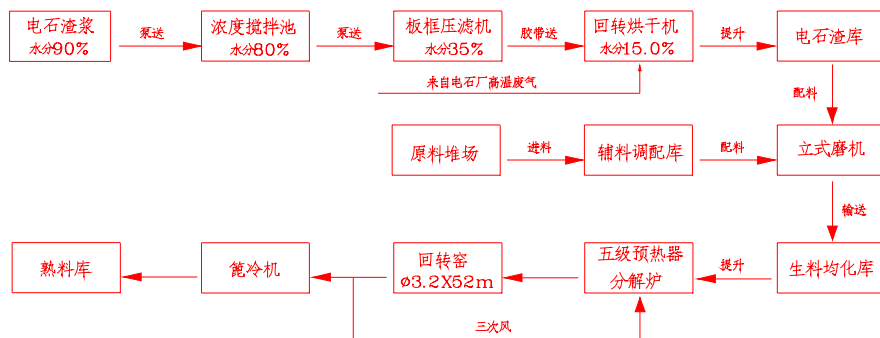 电石渣浆
水分90%
泵送
浓度搅拌池
水分80%
泵送
板框压滤机
水分35%
胶带送
回转烘干机
水分15.0%
提升
电石渣库
来自电石厂高温废气
配料
原料堆场
进料
辅料调配库
配料
立式磨机
输送
熟料库
篦冷机
回转窑
ø3.2X52m
五级预热器
分解炉
提升
生料均化库
三次风